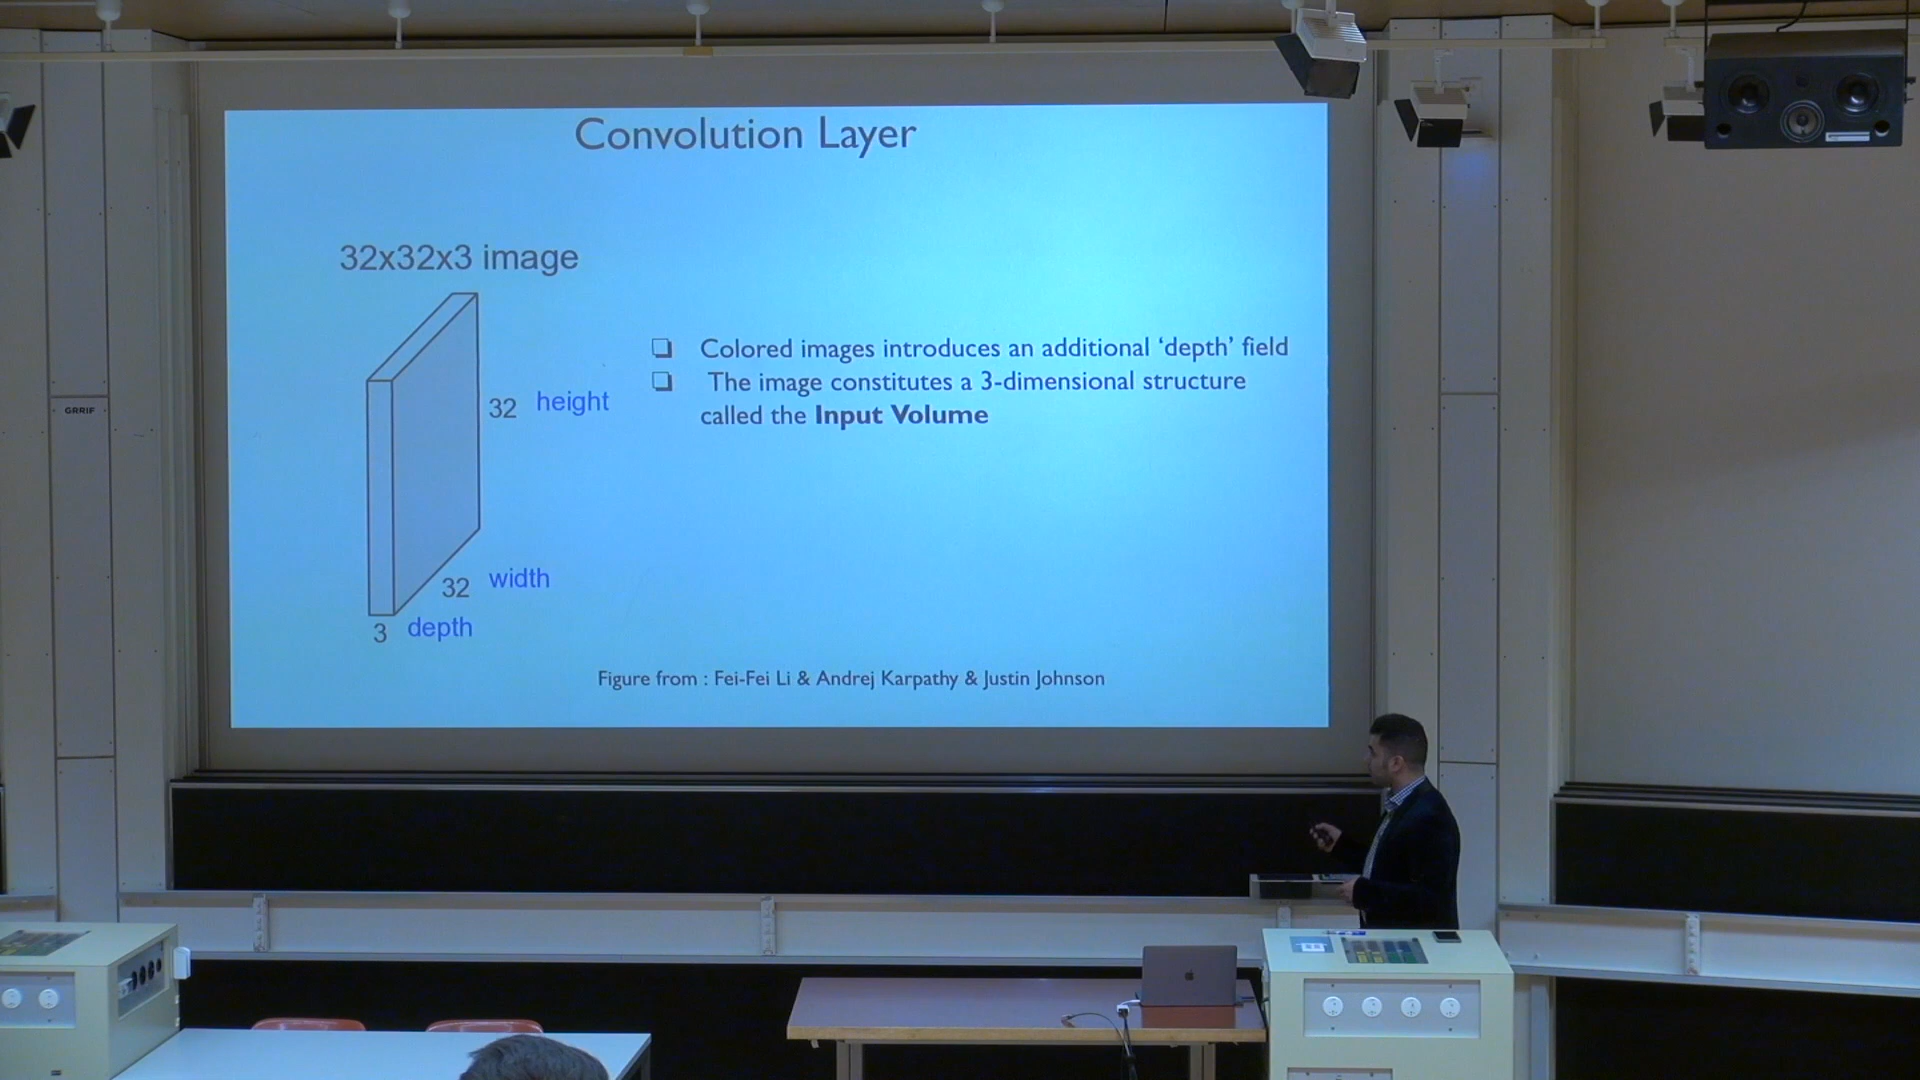 Convolution Layer
32x32x3 image
❏ Colored images introduces an additional ‘depth’ field
❏ The image constitutes a 3-dimensional structure
called the Input Volume
32 height
32 width
3 depth
Figure from : Fei-Fei Li & Andrej Karpathy & Justin Johnson
GRRIF